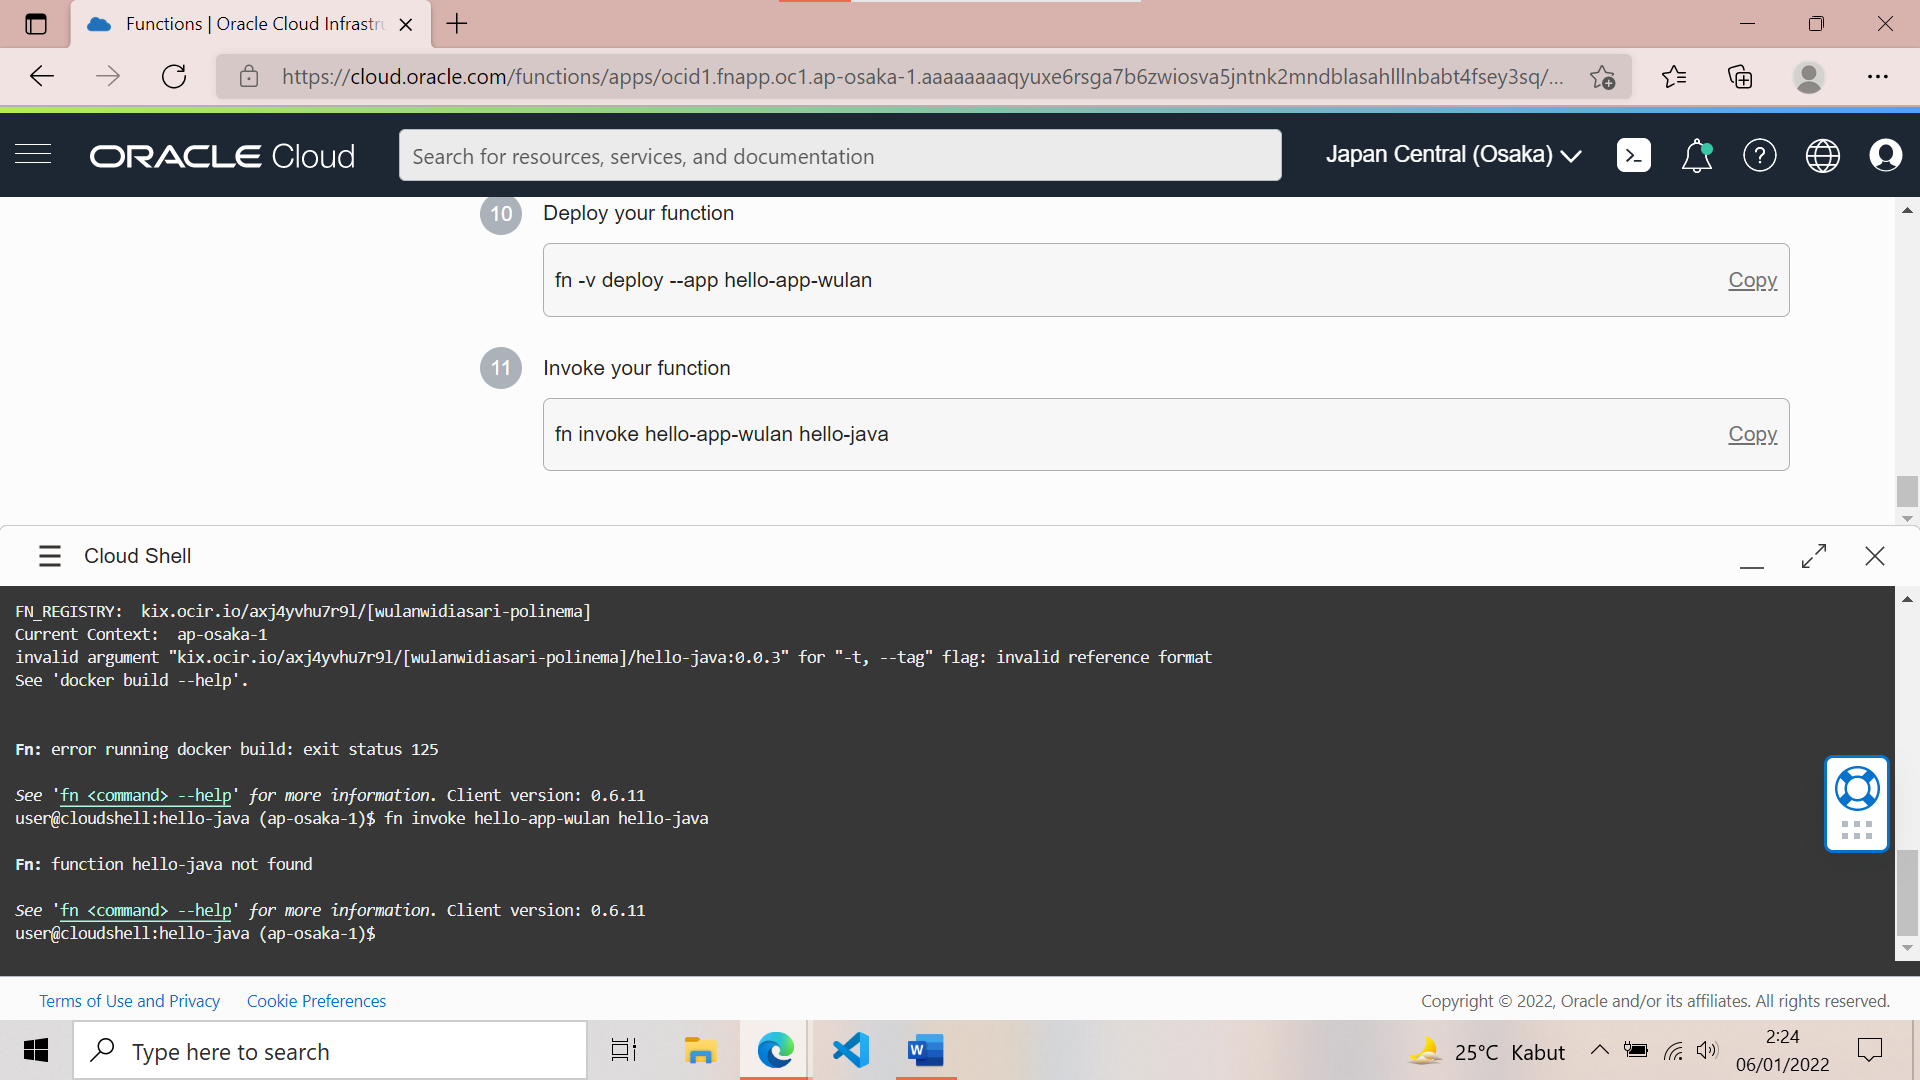 Functions | Oracle Cloud Infrastru
https://cloud.oracle.com/functions/apps/ocid1.fnapp.oc1.ap-osaka-1.aaaaaaaaqyuxe6rsga7b6zwiosva5jntnk2mndblasahlllnbabt4fsey3sq/...
ORACLE Cloud
Search for resources, services, and documentation
Japan Central (Osaka)
10 Deploy your function
fn -v deploy --app hello-app-wulan Copy
11 Invoke your function
fn invoke hello-app-wulan hello-java Copy
Cloud Shell
FN_REGISTRY:  kix.ocir.io/axj4yvhu7r9l/[wulanwidiasari-polinema]
Current Context:  ap-osaka-1
invalid argument "kix.ocir.io/axj4yvhu7r9l/[wulanwidiasari-polinema]/hello-java:0.0.3" for "-t, --tag" flag: invalid reference format
See 'docker build --help'.
Fn: error running docker build: exit status 125
See 'fn <command> --help' for more information. Client version: 0.6.11
user@cloudshell:hello-java (ap-osaka-1)$ fn invoke hello-app-wulan hello-java
Fn: function hello-java not found
See 'fn <command> --help' for more information. Client version: 0.6.11
user@cloudshell:hello-java (ap-osaka-1)$
Terms of Use and Privacy Cookie Preferences
Copyright © 2022, Oracle and/or its affiliates. All rights reserved.
Type here to search
25°C Kabut
2:24
06/01/2022